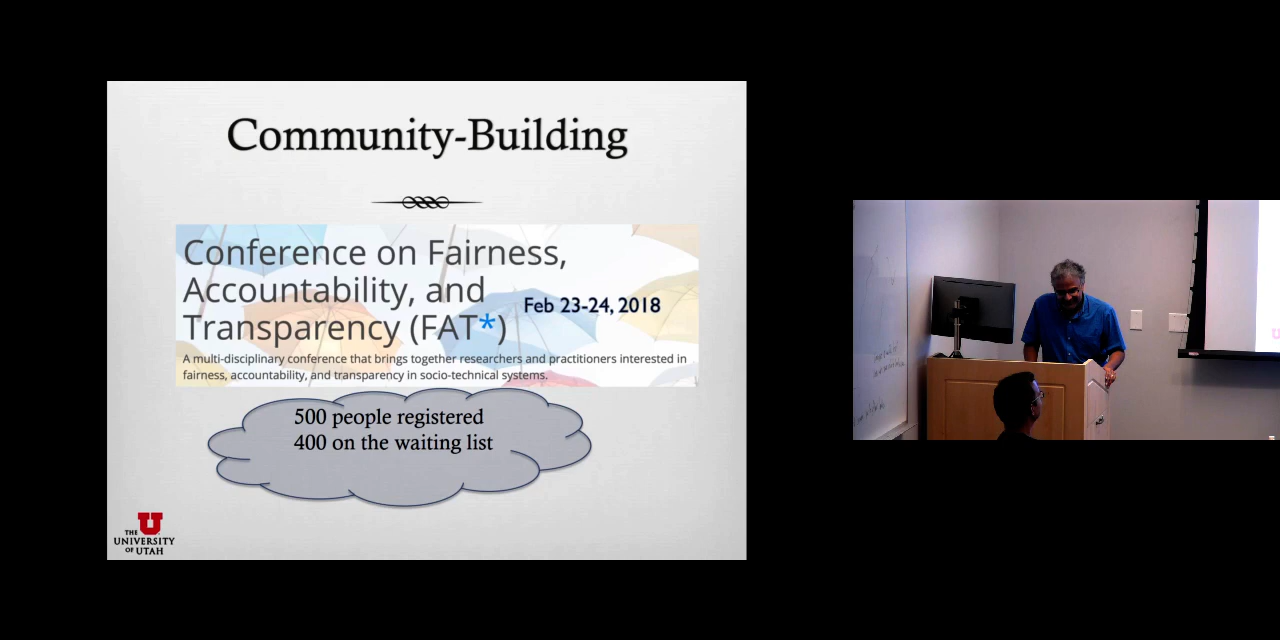 Community-Building
Conference on Fairness,
Accountability, and
Transparency (FAT*)
Feb 23-24, 2018
A multi-disciplinary conference that brings together researchers and practitioners interested in
fairness, accountability, and transparency in socio-technical systems.
500 people registered
400 on the waiting list
THE
UNIVERSITY
OF UTAH